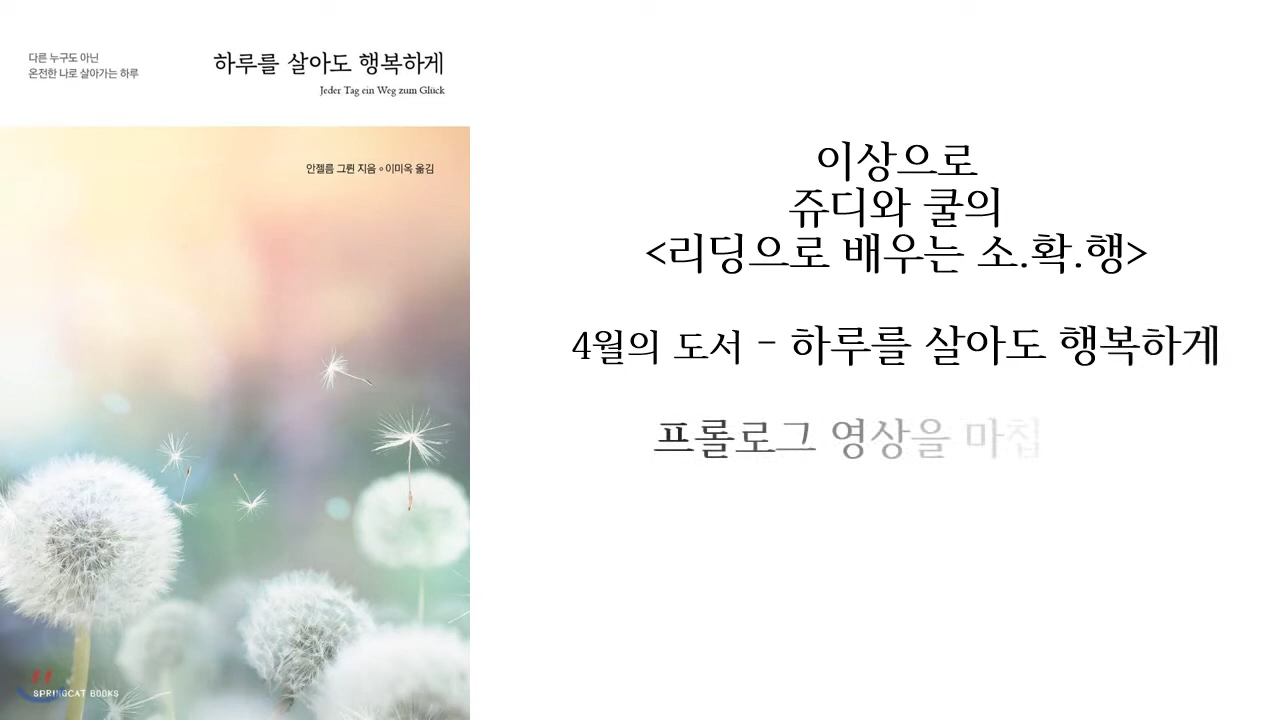 다른 누구도 아닌
온전한 나로 살아가는 하루
하루를 살아도 행복하게
Jeder Tag ein Weg zum Glück
안젤름 그륀 지음 ∘ 이미옥 옮김
SPRINGCAT BOOKS
이상으로
쥬디와 쿨의
<리딩으로 배우는 소.확.행>
4월의 도서 - 하루를 살아도 행복하게
프롤로그 영상을 마칩